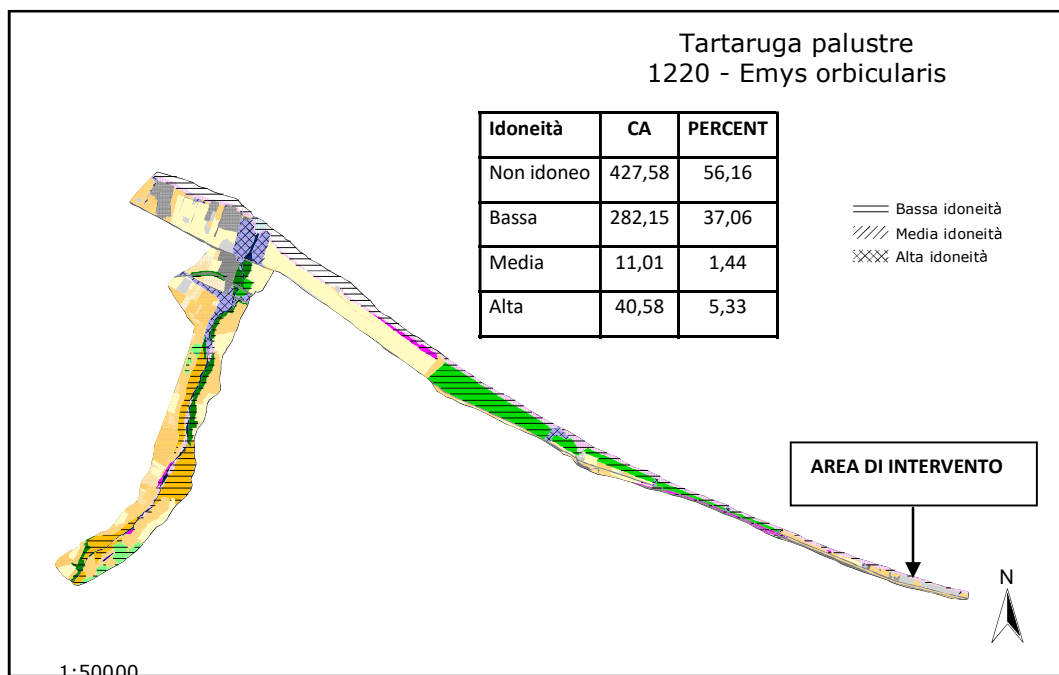 Tartaruga palustre
1220 - Emys orbicularis
Idoneità CA PERCENT
Non idoneo 427,58 56,16
Bassa 282,15 37,06
Media 11,01 1,44
Alta 40,58 5,33
Bassa idoneità
Media idoneità
Alta idoneità
AREA DI INTERVENTO
N
1:50000